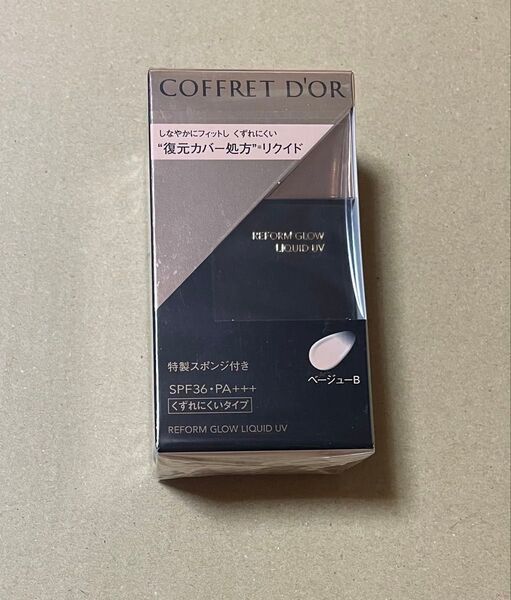 COFFRET D'OR
しなやかにフィットし くずれにくい
"復元カバー処方"※リクイド
REFORM GLOW
LIQUID UV
特製スポンジ付き
SPF36・PA+++
くずれにくいタイプ
ベージュB
REFORM GLOW LIQUID UV